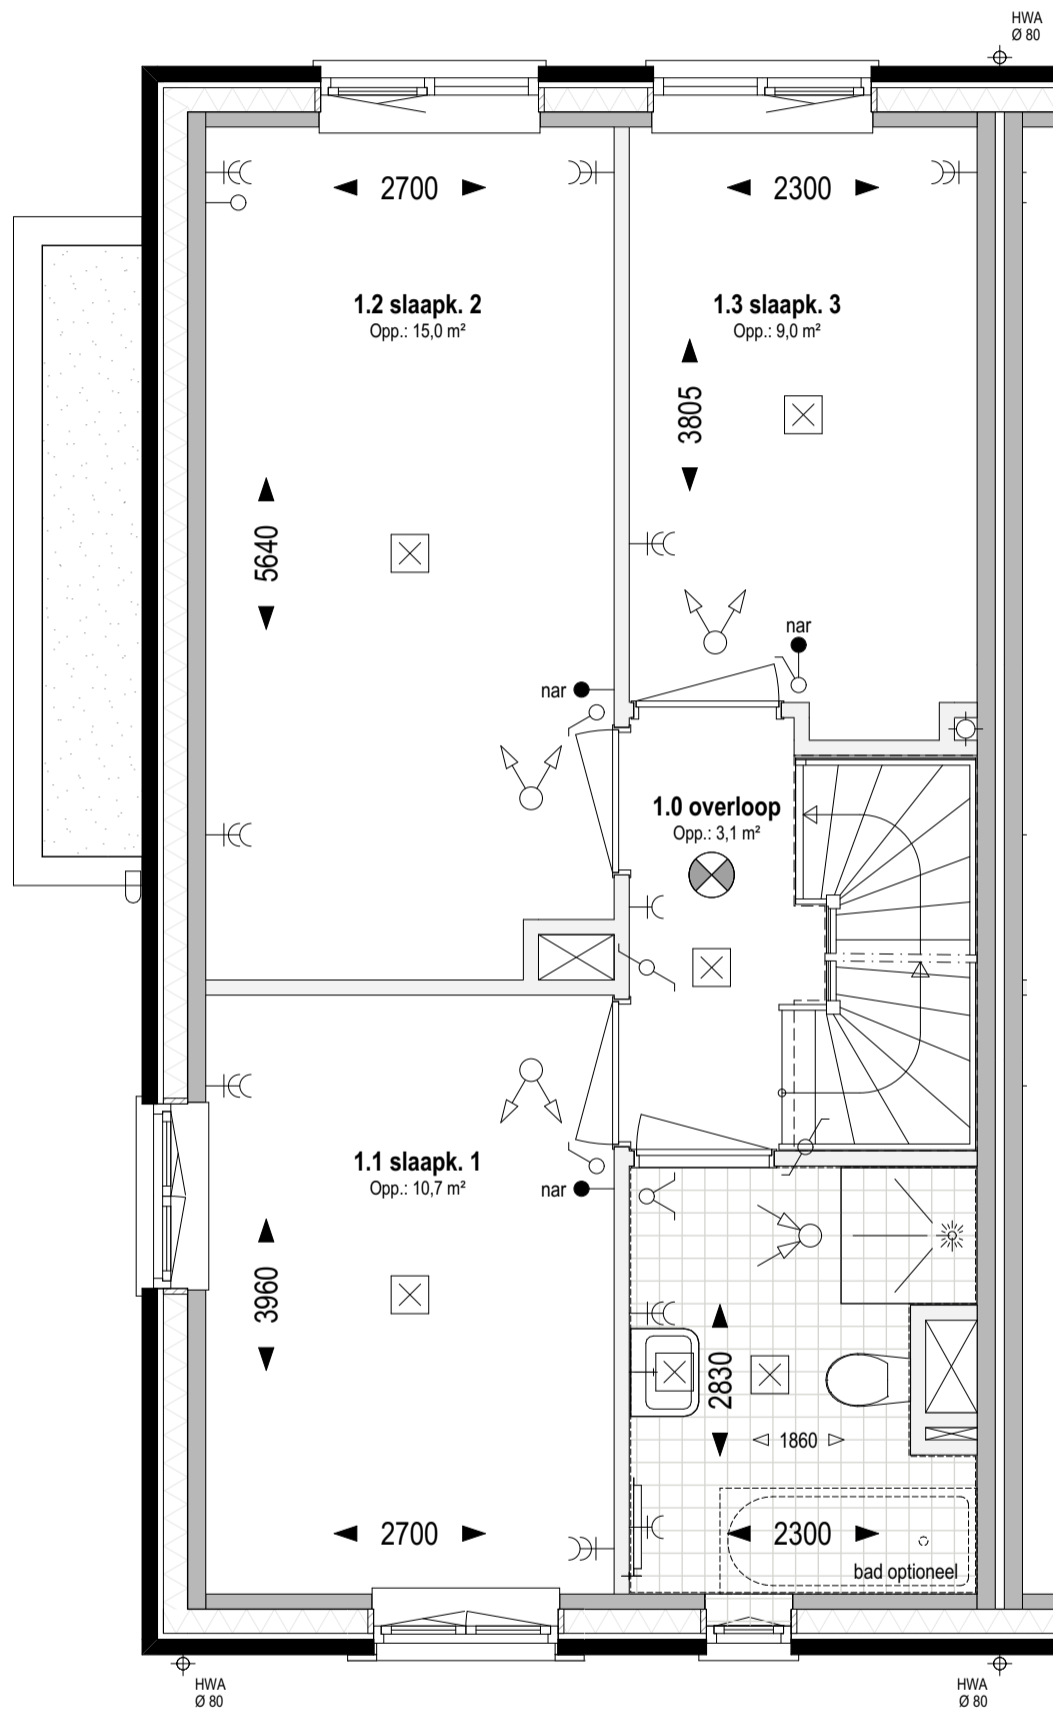 HWA
Ø 80
2700
2300
1.2 slaapk. 2
Opp.: 15,0 m²
1.3 slaapk. 3
Opp.: 9,0 m²
3805
5640
nar
nar
1.0 overloop
Opp.: 3,1 m²
1.1 slaapk. 1
Opp.: 10,7 m²
nar
3960
2830
1860
2700
2300
bad optioneel
HWA
Ø 80
HWA
Ø 80